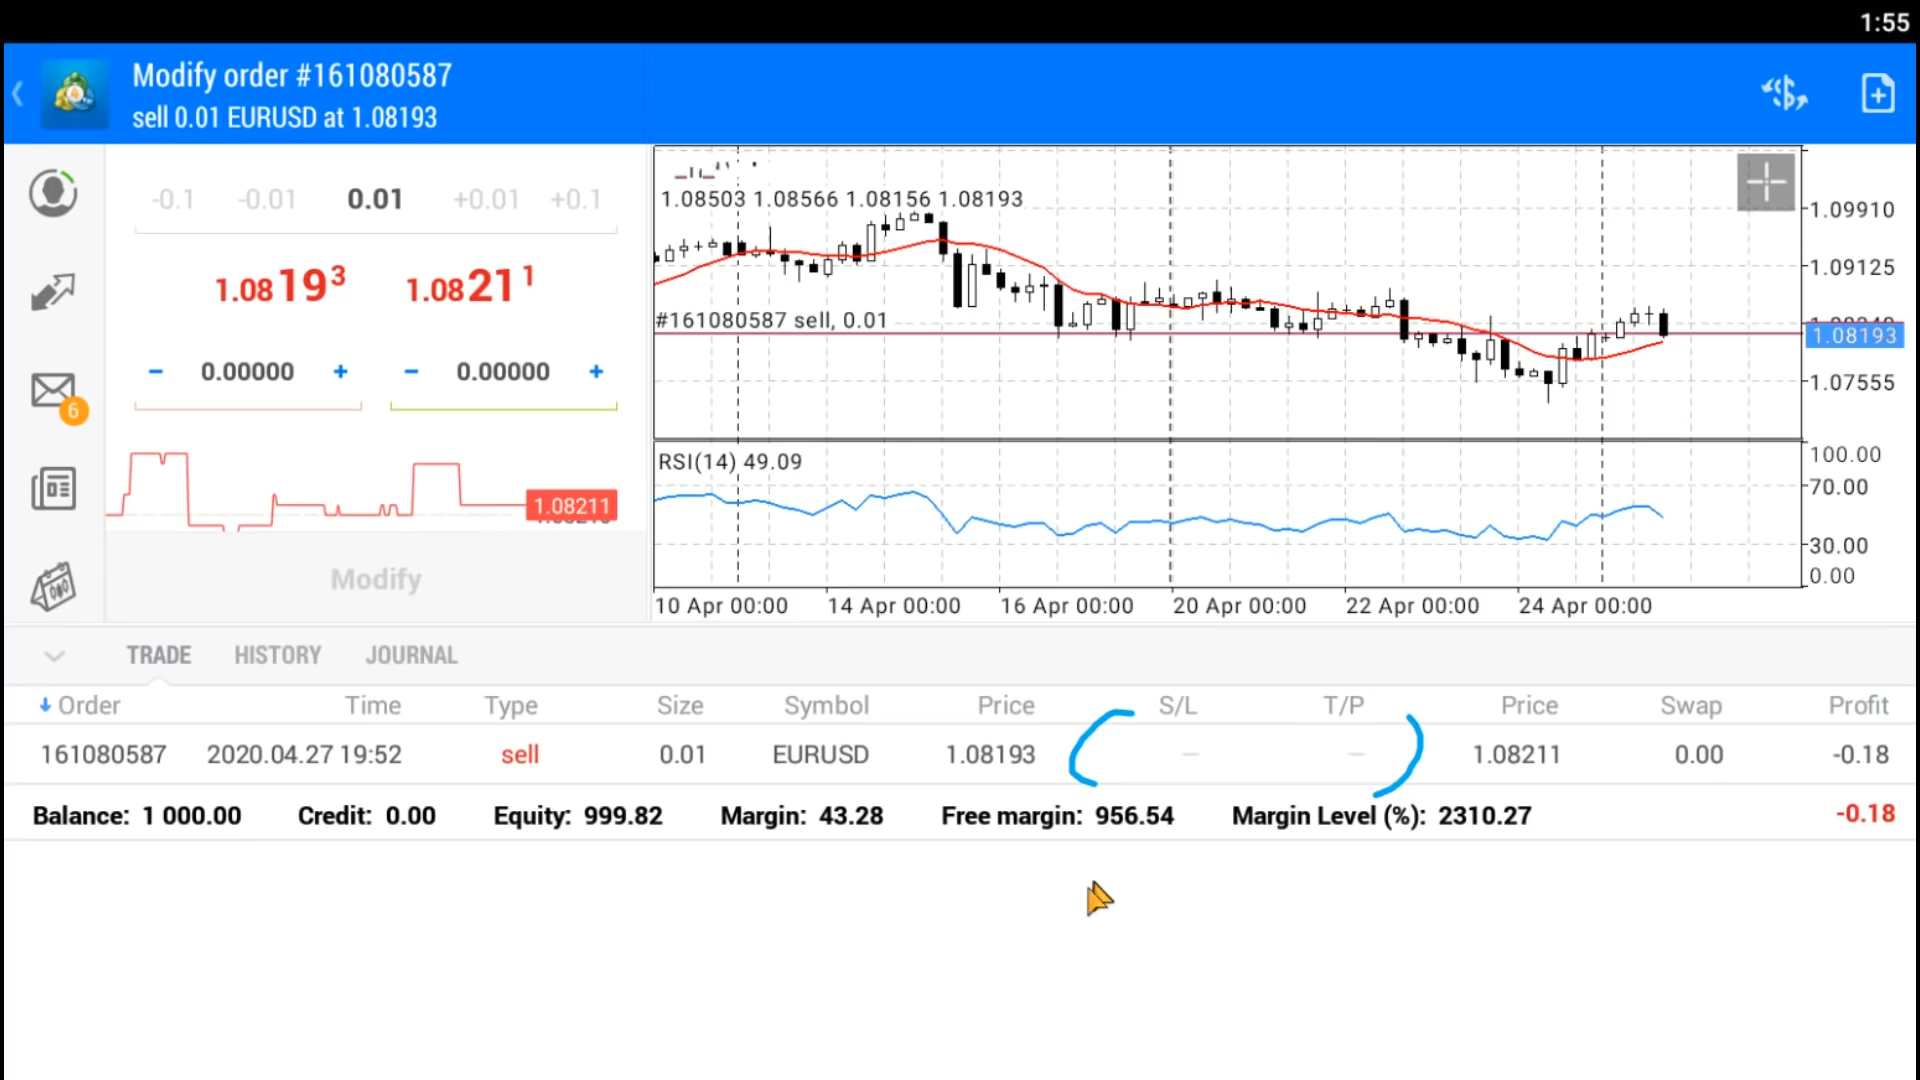 1:55
Modify order #161080587
sell 0.01 EURUSD at 1.08193
-0.1 -0.01 0.01 +0.01 +0.1
1.08193 1.08211
- 0.00000 + - 0.00000 +
6
1.08211
Modify
1.08503 1.08566 1.08156 1.08193
#161080587 sell, 0.01
1.09910
1.09125
1.08193
1.07555
RSI(14) 49.09
100.00
70.00
30.00
0.00
10 Apr 00:00 14 Apr 00:00 16 Apr 00:00 20 Apr 00:00 22 Apr 00:00 24 Apr 00:00
TRADE HISTORY JOURNAL
Order Time Type Size Symbol Price S/L T/P Price Swap Profit
161080587 2020.04.27 19:52 sell 0.01 EURUSD 1.08193 – – 1.08211 0.00 -0.18
Balance: 1 000.00 Credit: 0.00 Equity: 999.82 Margin: 43.28 Free margin: 956.54 Margin Level (%): 2310.27 -0.18